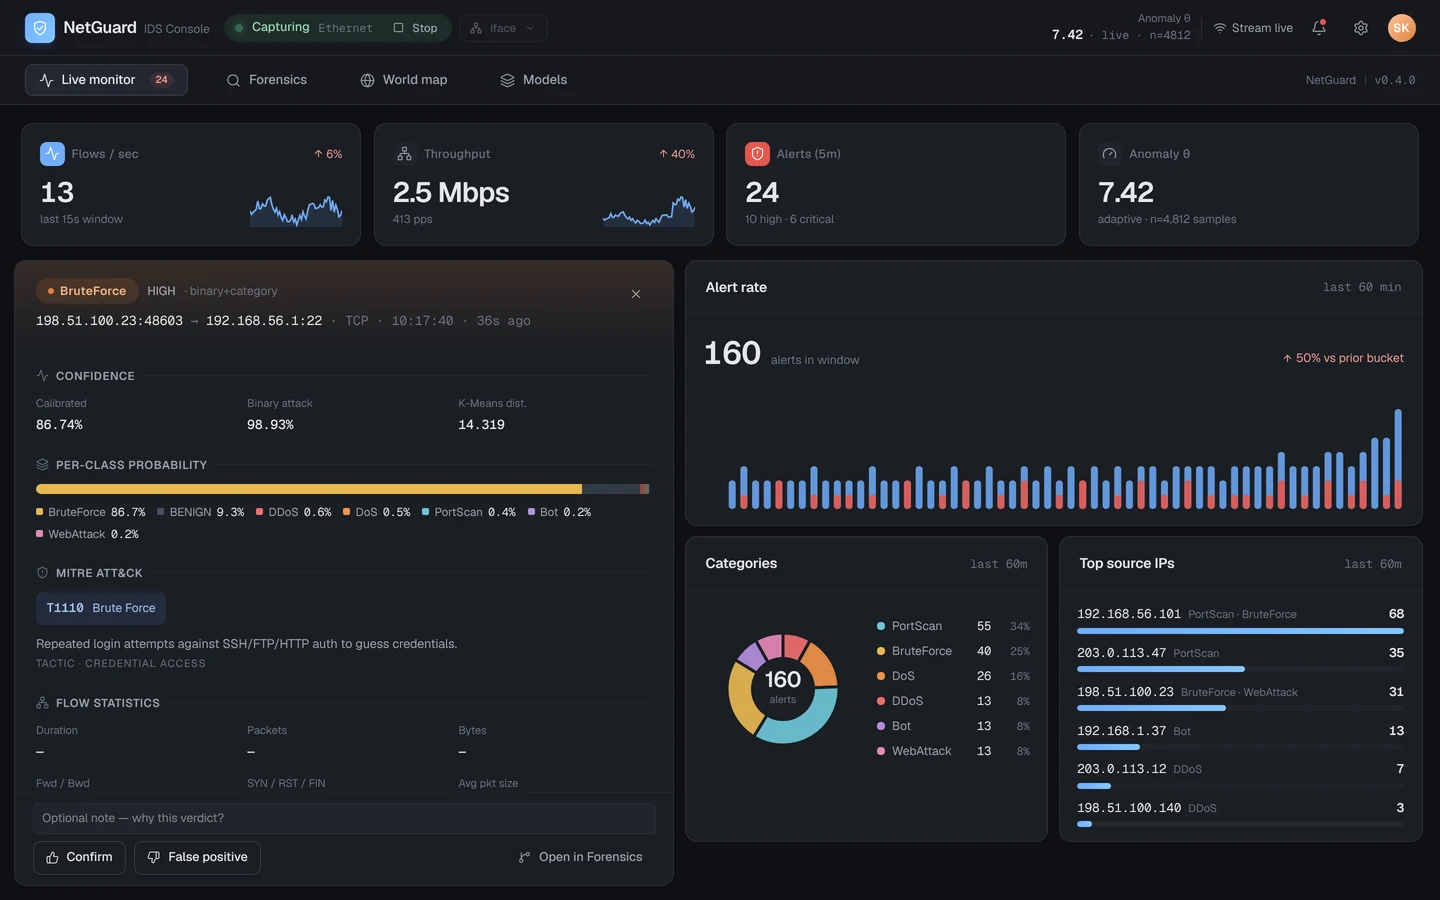 NetGuard IDS Console
Capturing Ethernet Stop
iface
Anomaly θ
7.42 · live · n=4812
Stream live
SK
Live monitor 24
Forensics
World map
Models
NetGuard | v0.4.0
Flows / sec ↑ 6%
13
last 15s window
Throughput ↑ 40%
2.5 Mbps
413 pps
Alerts (5m)
24
10 high · 6 critical
Anomaly θ
7.42
adaptive · n=4,812 samples
BruteForce HIGH · binary+category
198.51.100.23:48603 → 192.168.56.1:22 · TCP · 10:17:40 · 36s ago
CONFIDENCE
Calibrated Binary attack K-Means dist.
86.74% 98.93% 14.319
PER-CLASS PROBABILITY
BruteForce 86.7% BENIGN 9.3% DDoS 0.6% DoS 0.5% PortScan 0.4% Bot 0.2%
WebAttack 0.2%
MITRE ATT&CK
T1110 Brute Force
Repeated login attempts against SSH/FTP/HTTP auth to guess credentials.
TACTIC · CREDENTIAL ACCESS
FLOW STATISTICS
Duration Packets Bytes
— — —
Fwd / Bwd SYN / RST / FIN Avg pkt size
Optional note — why this verdict?
Confirm
False positive
Open in Forensics
Alert rate last 60 min
160 alerts in window
↑ 50% vs prior bucket
Categories last 60m
160
alerts
PortScan 55 34%
BruteForce 40 25%
DoS 26 16%
DDoS 13 8%
Bot 13 8%
WebAttack 13 8%
Top source IPs last 60m
192.168.56.101 PortScan · BruteForce 68
203.0.113.47 PortScan 35
198.51.100.23 BruteForce · WebAttack 31
192.168.1.37 Bot 13
203.0.113.12 DDoS 7
198.51.100.140 DDoS 3